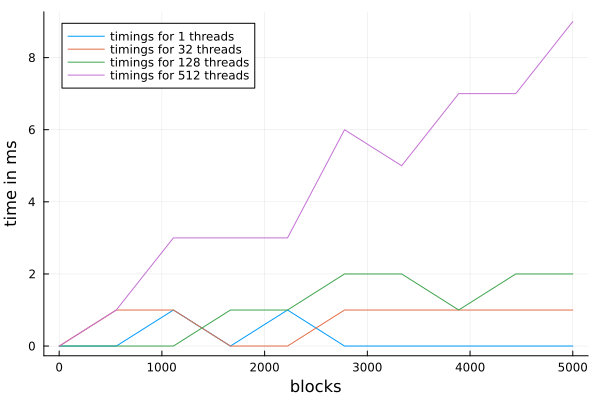 timings for 1 threads
timings for 32 threads
timings for 128 threads
timings for 512 threads
8
6
4
2
0
time in ms
0 1000 2000 3000 4000 5000
blocks